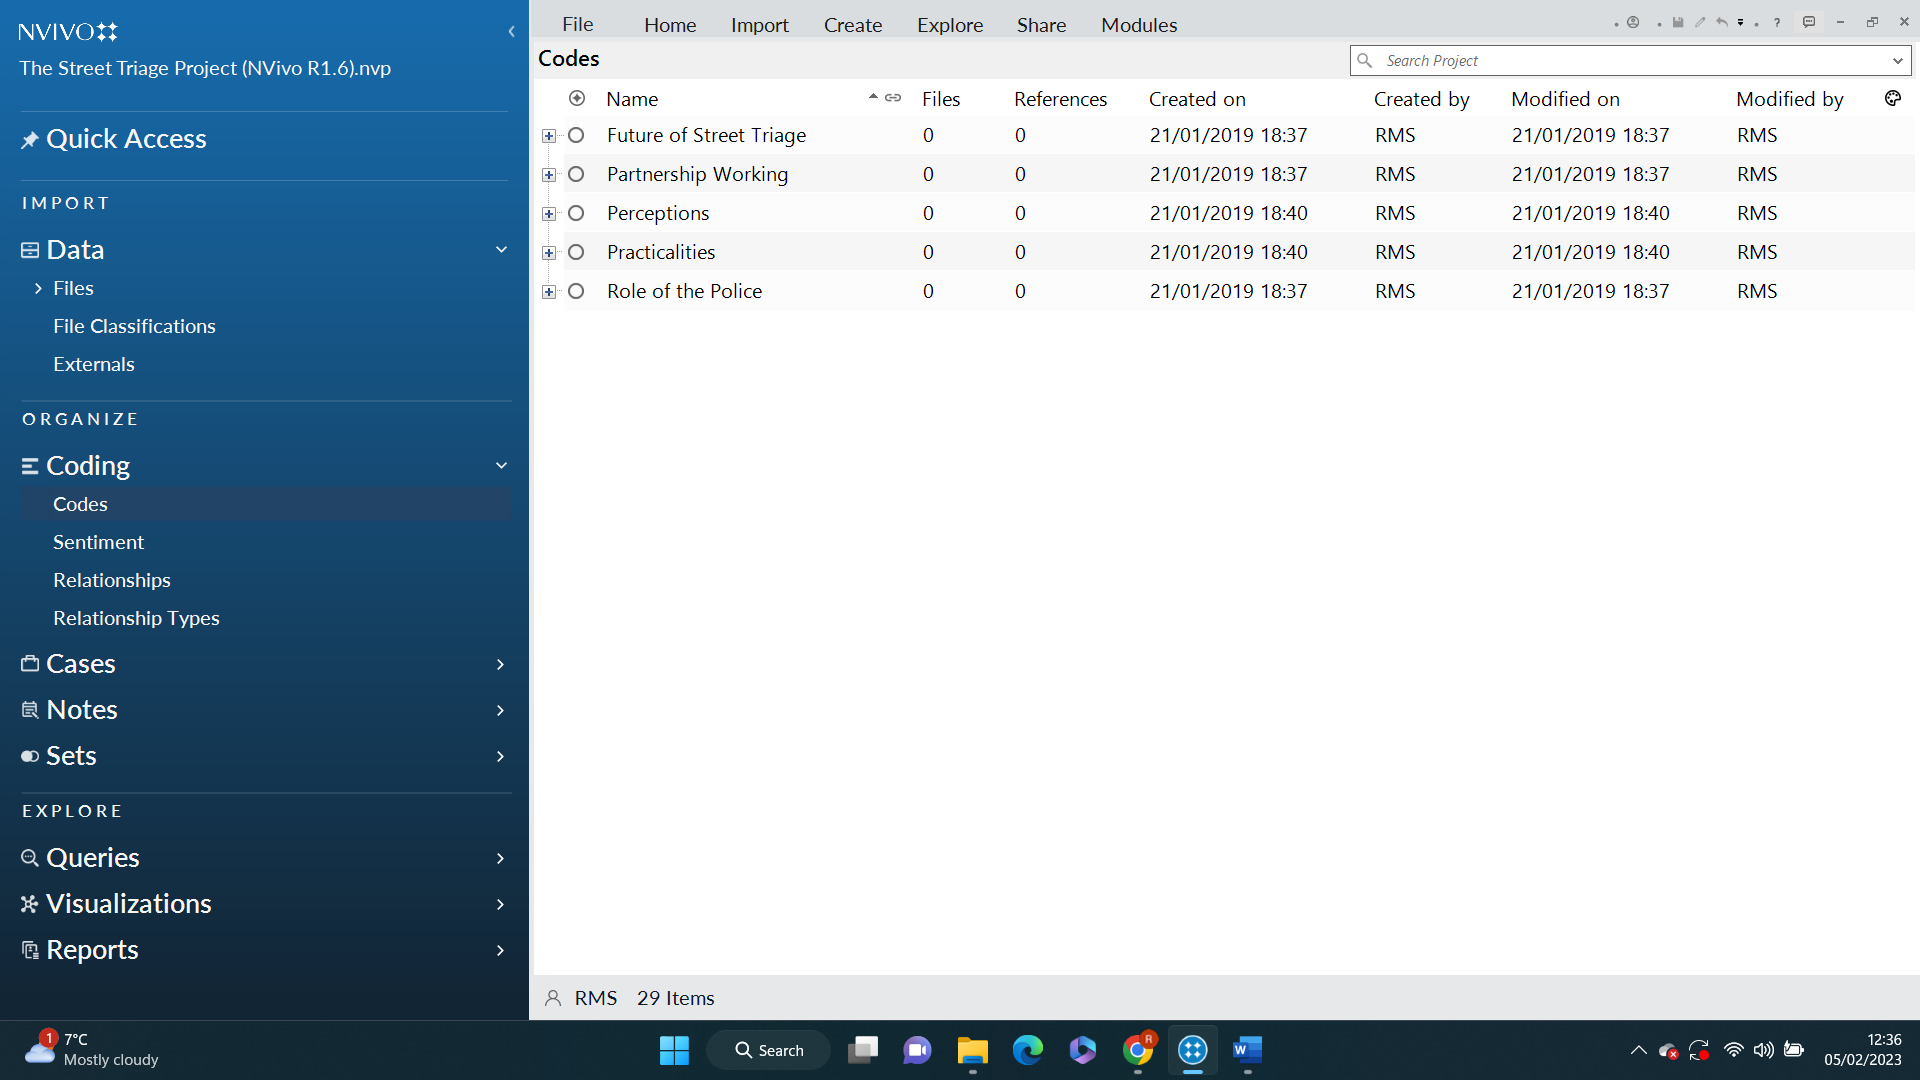 NVIVO
The Street Triage Project (NVivo R1.6).nvp
Quick Access
IMPORT
Data
Files
File Classifications
Externals
ORGANIZE
Coding
Codes
Sentiment
Relationships
Relationship Types
Cases
Notes
Sets
EXPLORE
Queries
Visualizations
Reports
File Home Import Create Explore Share Modules
?
Codes
Search Project
Name Files References Created on Created by Modified on Modified by
Future of Street Triage 0 0 21/01/2019 18:37 RMS 21/01/2019 18:37 RMS
Partnership Working 0 0 21/01/2019 18:37 RMS 21/01/2019 18:37 RMS
Perceptions 0 0 21/01/2019 18:40 RMS 21/01/2019 18:40 RMS
Practicalities 0 0 21/01/2019 18:40 RMS 21/01/2019 18:40 RMS
Role of the Police 0 0 21/01/2019 18:37 RMS 21/01/2019 18:37 RMS
RMS 29 Items
1
7°C
Mostly cloudy
Search
R
W
12:36
05/02/2023